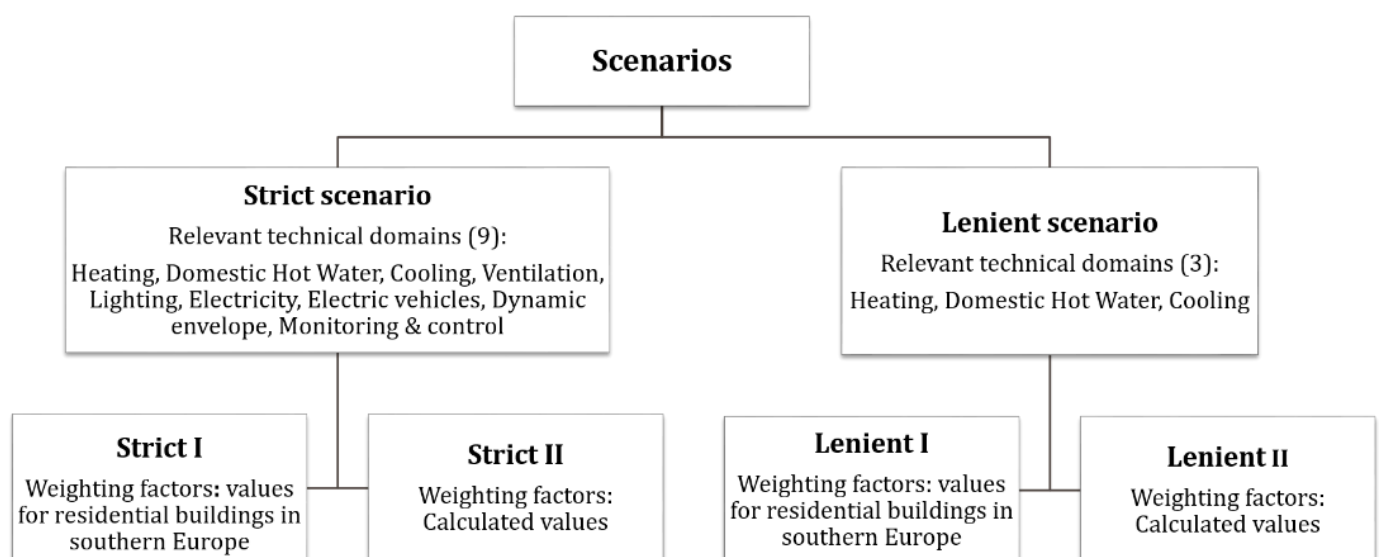 Scenarios
Strict scenario
Relevant technical domains (9):
Heating, Domestic Hot Water, Cooling, Ventilation,
Lighting, Electricity, Electric vehicles, Dynamic
envelope, Monitoring & control
Lenient scenario
Relevant technical domains (3):
Heating, Domestic Hot Water, Cooling
Strict I
Weighting factors: values
for residential buildings in
southern Europe
Strict II
Weighting factors:
Calculated values
Lenient I
Weighting factors: values
for residential buildings in
southern Europe
Lenient II
Weighting factors:
Calculated values